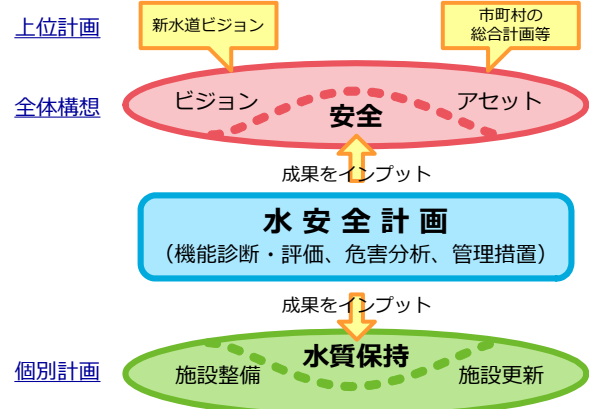 上位計画
新水道ビジョン
市町村の
総合計画等
全体構想
ビジョン
安全
アセット
成果をインプット
水安全計画
（機能診断・評価、危害分析、管理措置）
成果をインプット
個別計画
施設整備
水質保持
施設更新